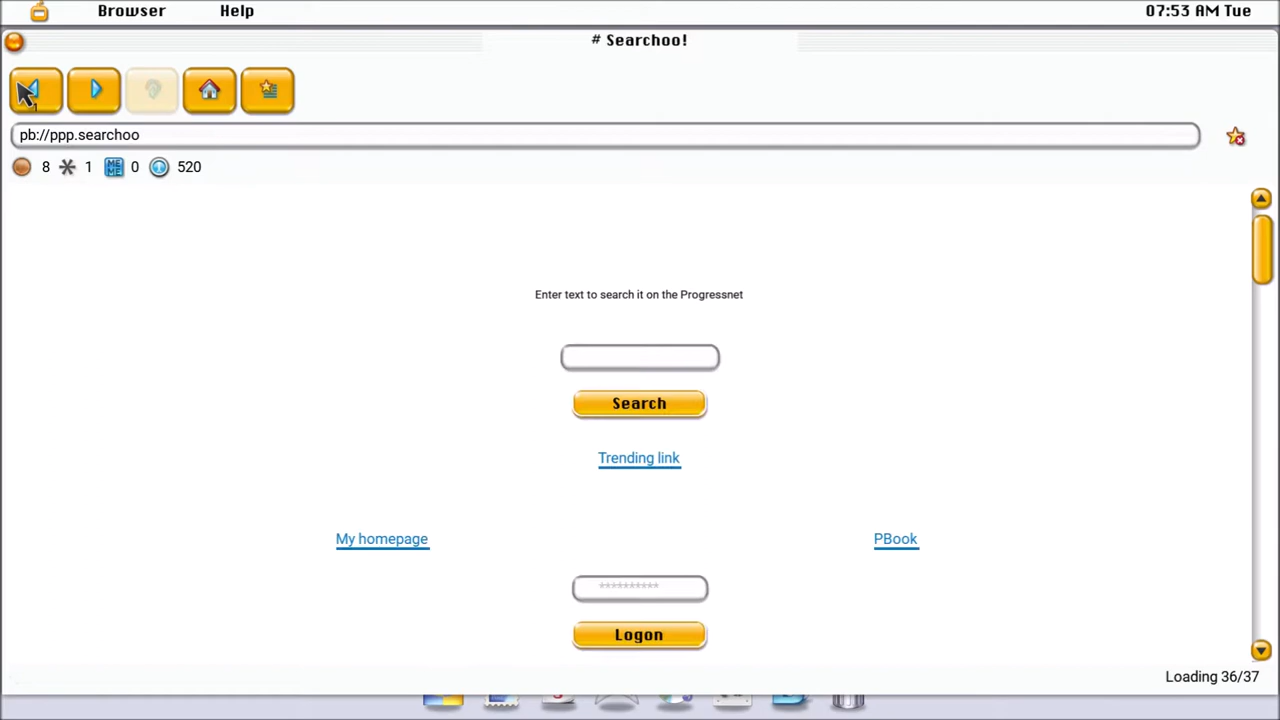 Browser Help 07:53 AM Tue
# Searchoo!
pb://ppp.searchoo
8 1 MEME 0 520
Enter text to search it on the Progressnet
Search
Trending link
My homepage PBook
**********
Logon
Loading 36/37